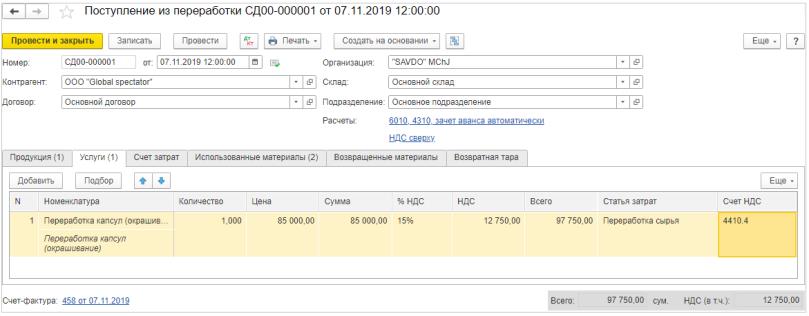 Поступление из переработки СД00-000001 от 07.11.2019 12:00:00
Провести и закрыть Записать Провести Дт Кт Печать Создать на основании Еще ?
Номер: СД00-000001 от: 07.11.2019 12:00:00 Организация: "SAVDO" MChJ
Контрагент: ООО "Global spectator" Склад: Основной склад
Договор: Основной договор Подразделение: Основное подразделение
Расчеты: 6010, 4310, зачет аванса автоматически
НДС сверху
Продукция (1) Услуги (1) Счет затрат Использованные материалы (2) Возвращенные материалы Возвратная тара
Добавить Подбор Еще
N Номенклатура Количество Цена Сумма % НДС НДС Всего Статья затрат Счет НДС
1 Переработка капсул (окрашив... 1,000 85 000,00 85 000,00 15% 12 750,00 97 750,00 Переработка сырья 4410.4
Переработка капсул
(окрашивание)
Счет-фактура: 458 от 07.11.2019 Всего: 97 750,00 сум. НДС (в т.ч.): 12 750,00